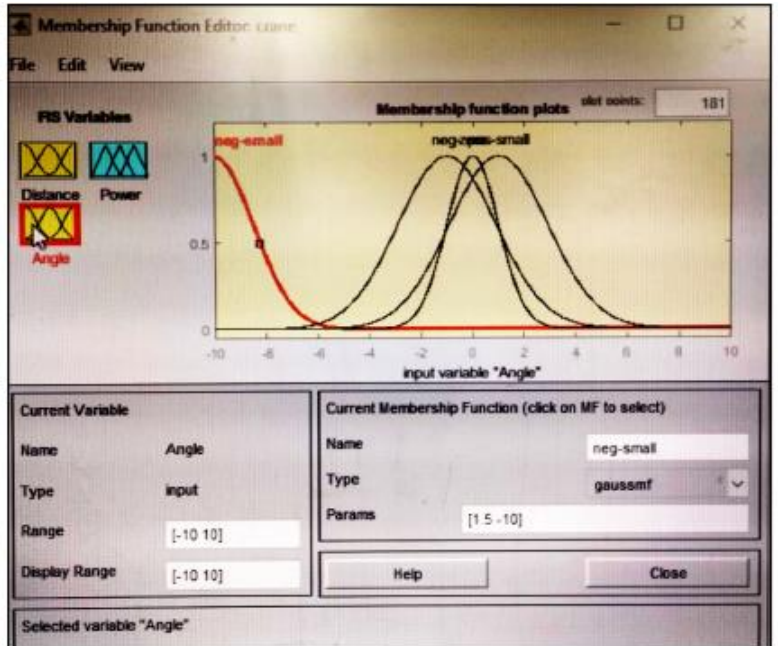 Membership Function Editor: crane
File Edit View
FIS Variables
Distance Power
Angle
Membership function plots plot points: 181
neg-small
pos-small
1
0.5
0
-10 -8 -6 -4 -2 0 2 4 6 8 10
input variable "Angle"
Current Variable
Name Angle
Type input
Range [-10 10]
Display Range [-10 10]
Current Membership Function (click on MF to select)
Name neg-small
Type gaussmf
Params [1.5 -10]
Help Close
Selected variable "Angle"